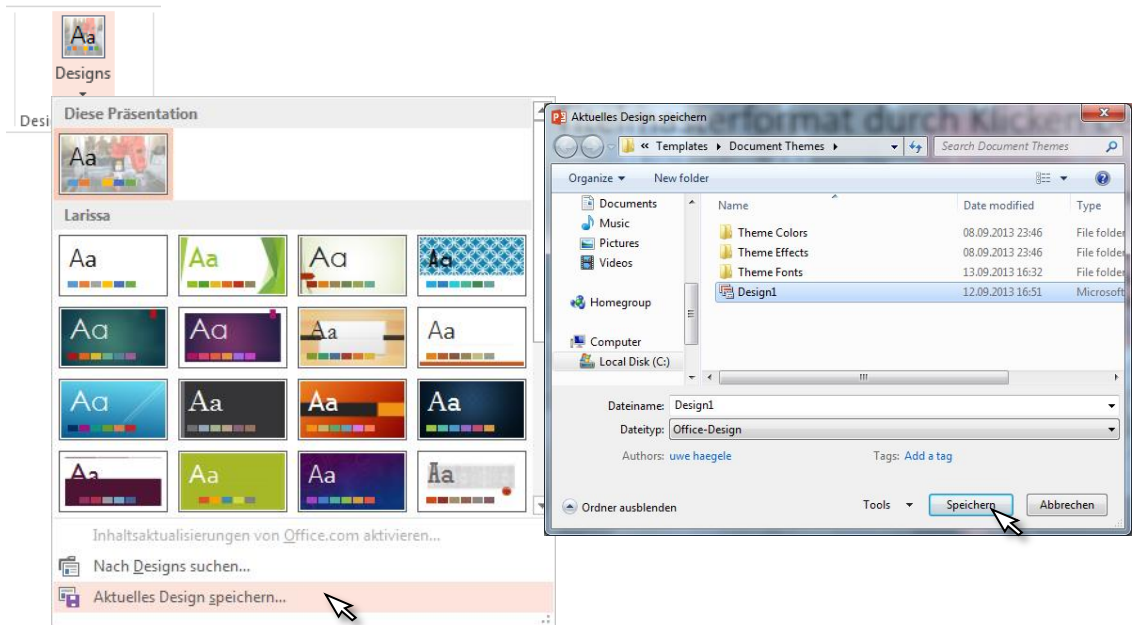 Aa
Designs
Desi
Diese Präsentation
Aa
Larissa
Aa Aa Aa Aa
Aa Aa Aa Aa
Aa Aa Aa Aa
Aa Aa Aa Aa
Inhaltsaktualisierungen von Office.com aktivieren...
Nach Designs suchen...
Aktuelles Design speichern...
Aktuelles Design speichern
durch Klicken
« Templates Document Themes
Search Document Themes
Organize New folder
Documents
Music
Pictures
Videos
Homegroup
Computer
Local Disk (C:)
Name Date modified Type
Theme Colors 08.09.2013 23:46 File folder
Theme Effects 08.09.2013 23:46 File folder
Theme Fonts 13.09.2013 16:32 File folder
Design1 12.09.2013 16:51 Microsoft
Dateiname: Design1
Dateityp: Office-Design
Authors: uwe haegele Tags: Add a tag
Ordner ausblenden
Tools Speichern Abbrechen